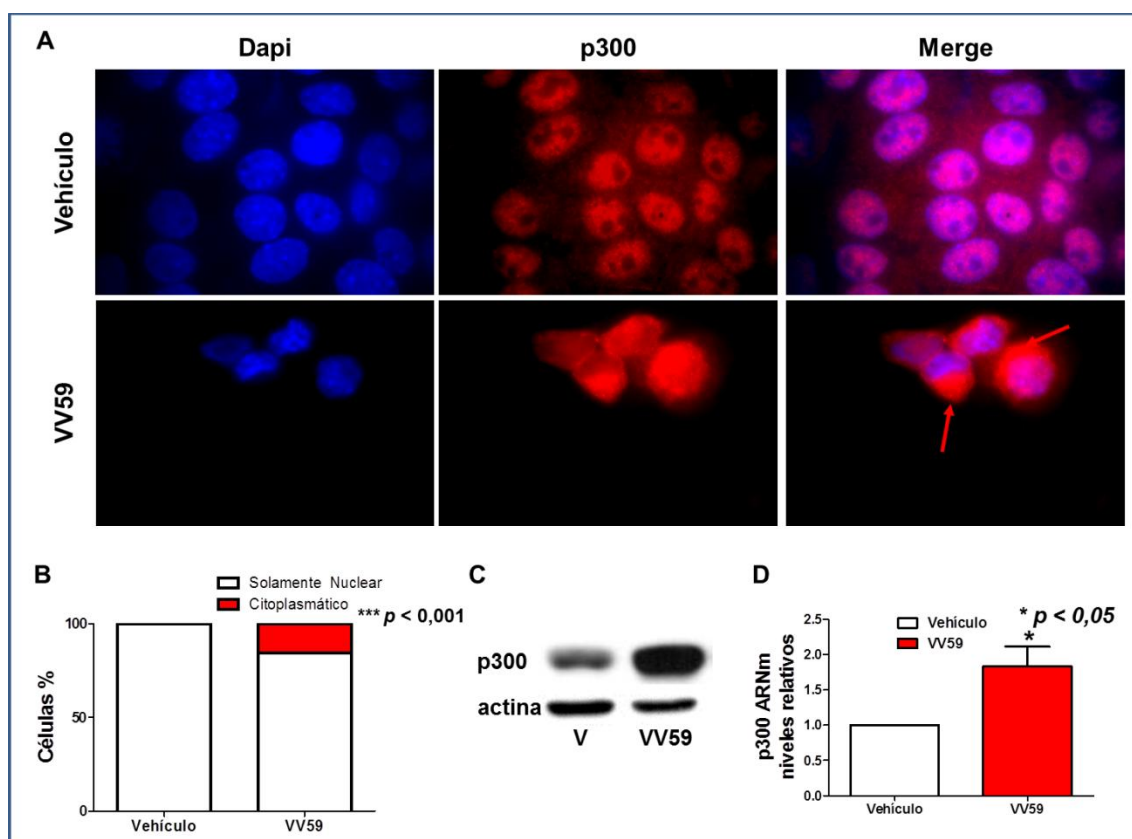 A
Dapi
p300
Merge
Vehículo
VV59
B
Solamente Nuclear
Citoplasmático
*** p < 0,001
Células %
100
50
0
Vehículo
VV59
C
p300
actina
V
VV59
D
Vehículo
VV59
* p < 0,05
*
p300 ARNm
niveles relativos
2.5
2.0
1.5
1.0
0.5
0.0
Vehículo
VV59